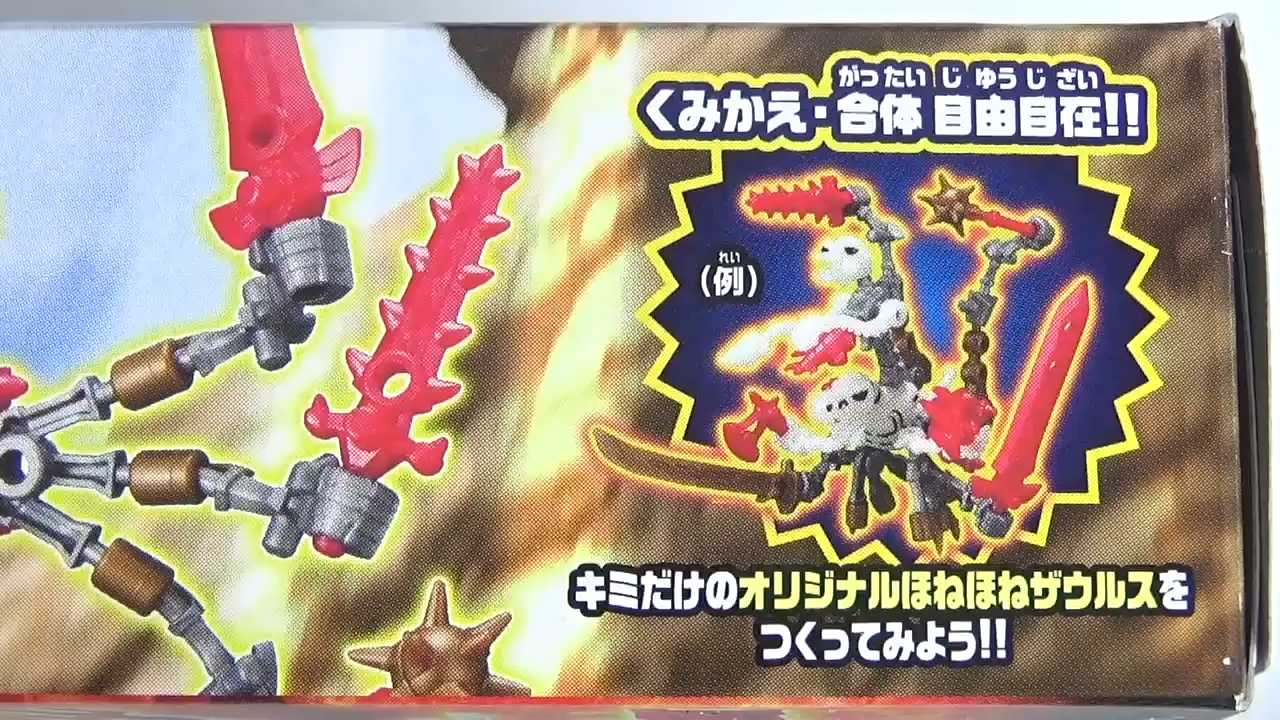 がったい じ ゆう じ ざい
くみかえ・合体 自由自在!!
れい
(例)
キミだけのオリジナルほねほねザウルスを
つくってみよう!!